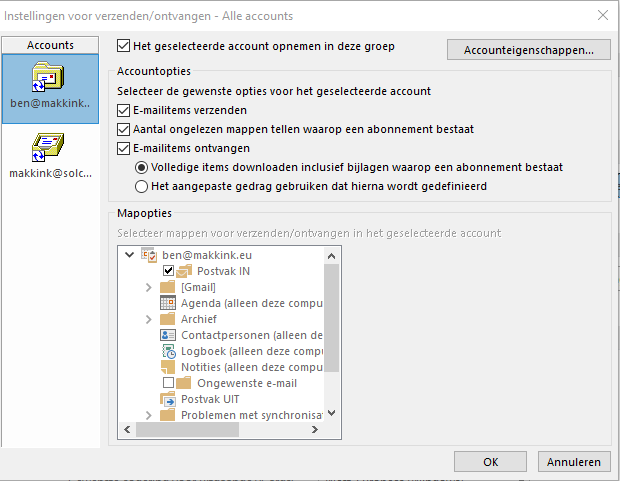 Instellingen voor verzenden/ontvangen - Alle accounts
Accounts
ben@makkink...
makkink@solc...
Het geselecteerde account opnemen in deze groep
Accounteigenschappen...
Accountopties
Selecteer de gewenste opties voor het geselecteerde account
E-mailitems verzenden
Aantal ongelezen mappen tellen waarop een abonnement bestaat
E-mailitems ontvangen
Volledige items downloaden inclusief bijlagen waarop een abonnement bestaat
Het aangepaste gedrag gebruiken dat hierna wordt gedefinieerd
Mapopties
Selecteer mappen voor verzenden/ontvangen in het geselecteerde account
ben@makkink.eu
Postvak IN
[Gmail]
Agenda (alleen deze compu
Archief
Contactpersonen (alleen de
Logboek (alleen deze compu
Notities (alleen deze compu
Ongewenste e-mail
Postvak UIT
Problemen met synchronisa
OK
Annuleren